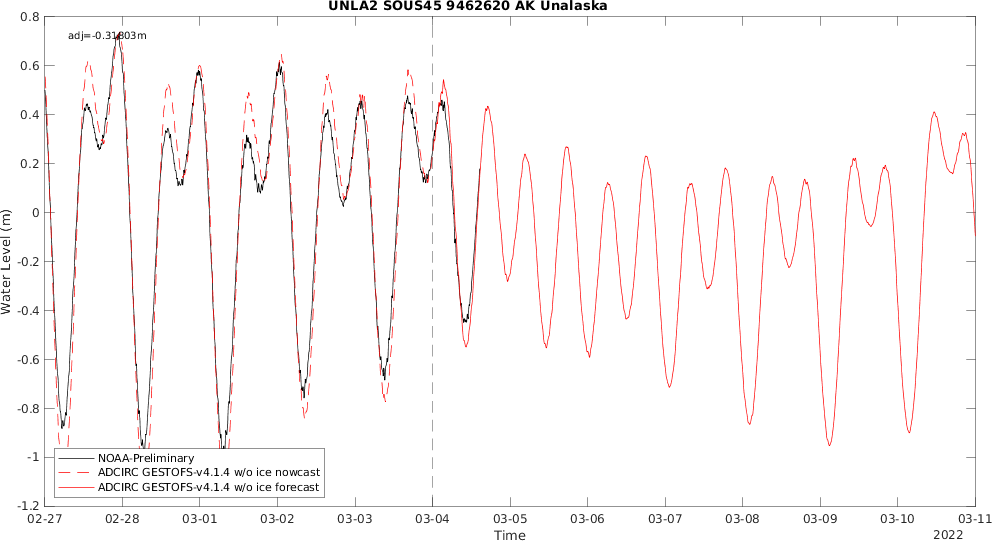 UNLA2 SOUS45 9462620 AK Unalaska
adj=-0.31803m
0.8
0.6
0.4
0.2
0
-0.2
-0.4
-0.6
-0.8
-1
-1.2
Water Level (m)
NOAA-Preliminary
ADCIRC GESTOFS-v4.1.4 w/o ice nowcast
ADCIRC GESTOFS-v4.1.4 w/o ice forecast
02-27 02-28 03-01 03-02 03-03 03-04 03-05 03-06 03-07 03-08 03-09 03-10 03-11
Time
2022